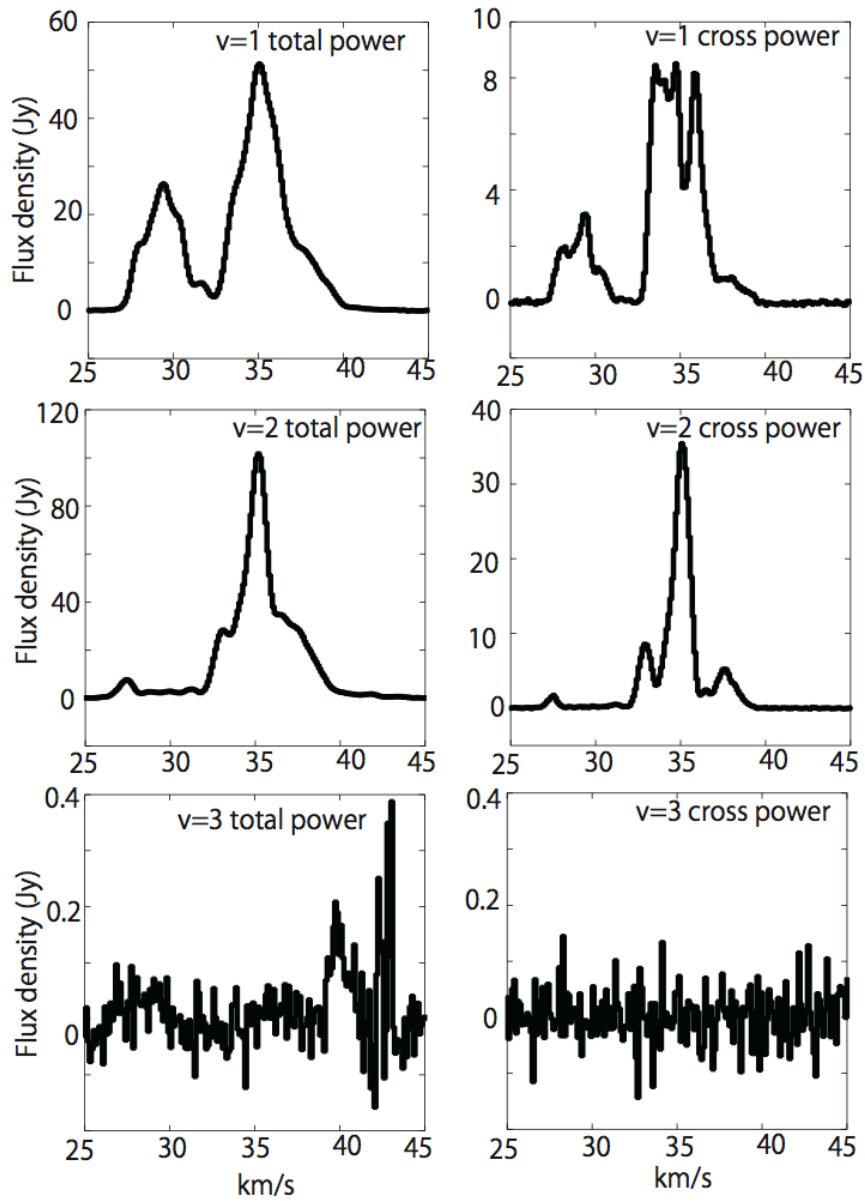 v=1 total power
Flux density (Jy)
60
40
20
0
25 30 35 40 45
v=1 cross power
8
4
0
25 30 35 40 45
v=2 total power
Flux density (Jy)
120
80
40
0
25 30 35 40 45
v=2 cross power
40
30
10
0
25 30 35 40 45
v=3 total power
Flux density (Jy)
0.4
0.2
0
25 30 35 40 45
km/s
v=3 cross power
0.4
0.2
0
25 30 35 40 45
km/s